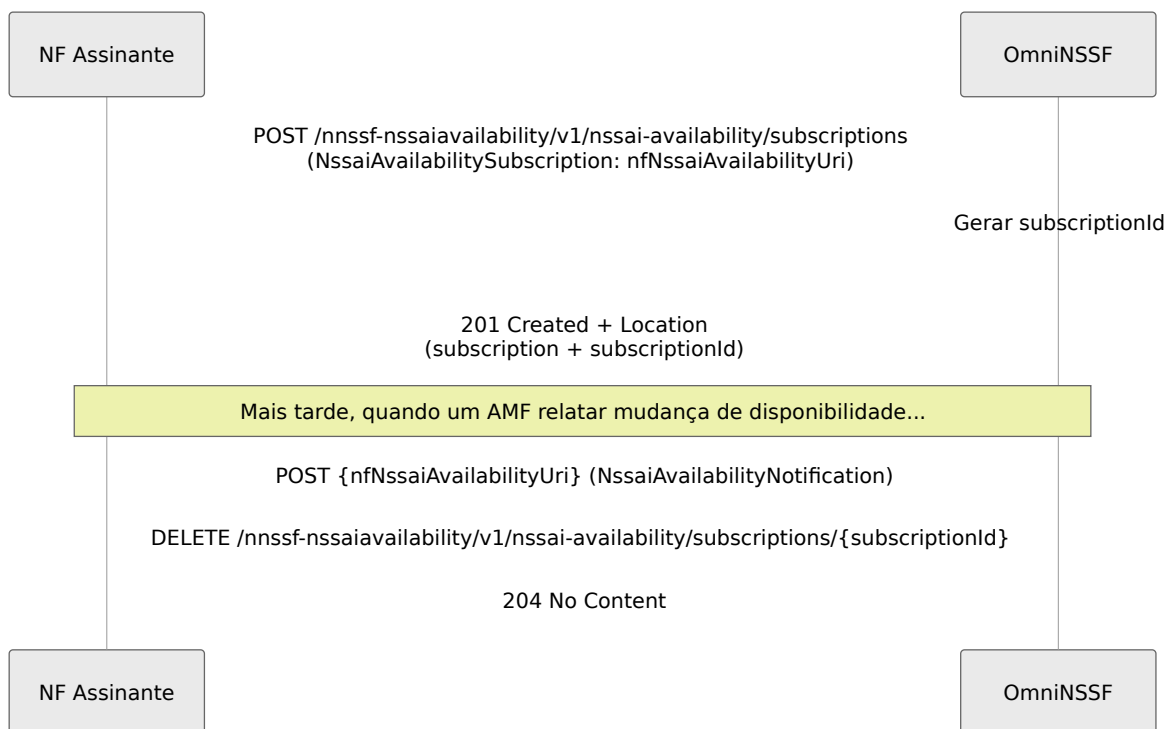 NF Assinante
OmniNSSF
POST /nnssf-nssaiavailability/v1/nssai-availability/subscriptions
(NssaiAvailabilitySubscription: nfNssaiAvailabilityUri)
Gerar subscriptionId
201 Created + Location
(subscription + subscriptionId)
Mais tarde, quando um AMF relatar mudança de disponibilidade...
POST {nfNssaiAvailabilityUri} (NssaiAvailabilityNotification)
DELETE /nnssf-nssaiavailability/v1/nssai-availability/subscriptions/{subscriptionId}
204 No Content
NF Assinante
OmniNSSF